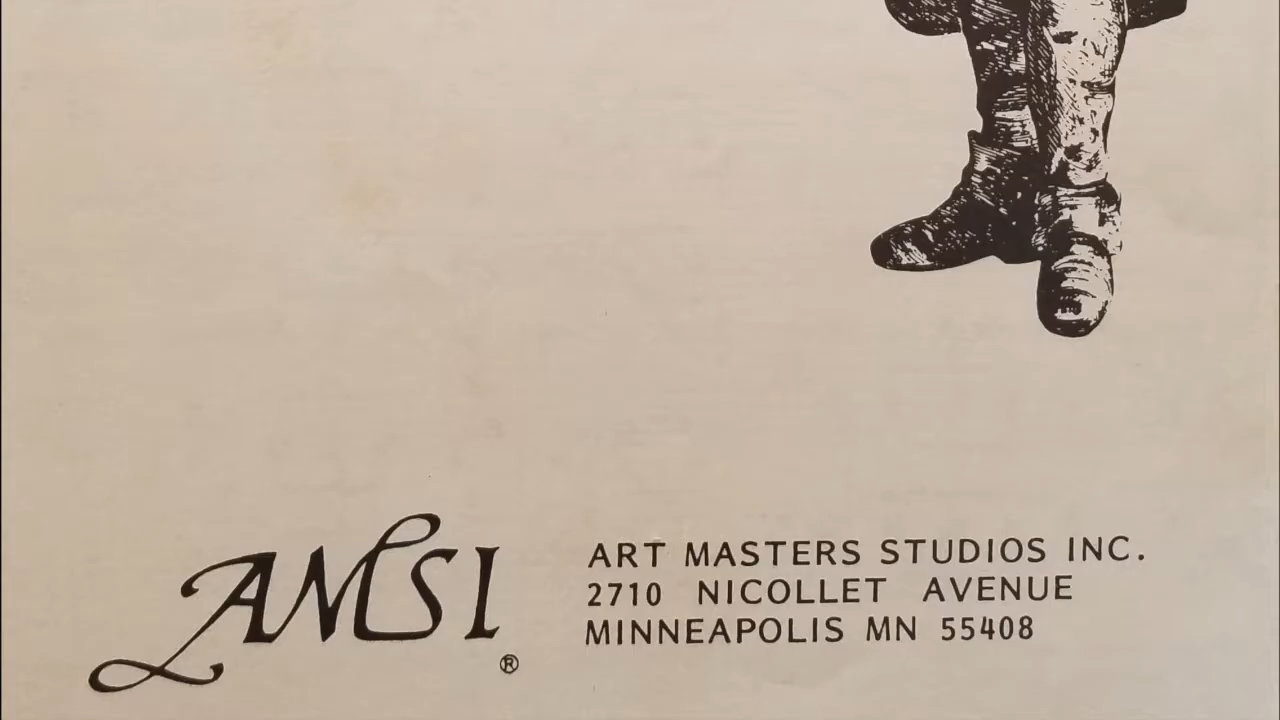 AMSI
®
ART MASTERS STUDIOS INC.
2710 NICOLLET AVENUE
MINNEAPOLIS MN 55408